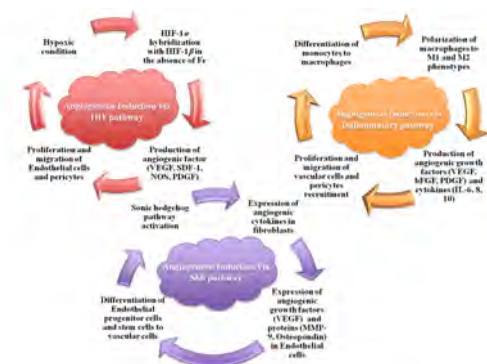 Hypoxic
condition
HIF-1α
hybridization
with HIF-1β in
the absence of Fe
Angiogenesis Induction Via
HIF pathway
Proliferation and
migration of
Endothelial cells
and pericytes
Production of
angiogenic factor
(VEGF, SDF-1,
NOS, PDGF)
Differentiation of
monocytes to
macrophages
Polarization of
macrophages to
M1 and M2
phenotypes
Angiogenesis Induction via
Inflammatory pathway
Proliferation and
migration of
vascular cells and
pericytes
recruitment
Production of
angiogenic growth
factors (VEGF,
bFGF, PDGF) and
cytokines (IL-6, 8,
10)
Sonic hedgehog
pathway
activation
Expression of
angiogenic
cytokines in
fibroblasts
Angiogenesis Induction Via
Shh pathway
Differentiation of
Endothelial
progenitor cells
and stem cells to
vascular cells
Expression of
angiogenic
growth factors
(VEGF) and
proteins (MMP-
9, Osteopondin)
in Endothelial
cells